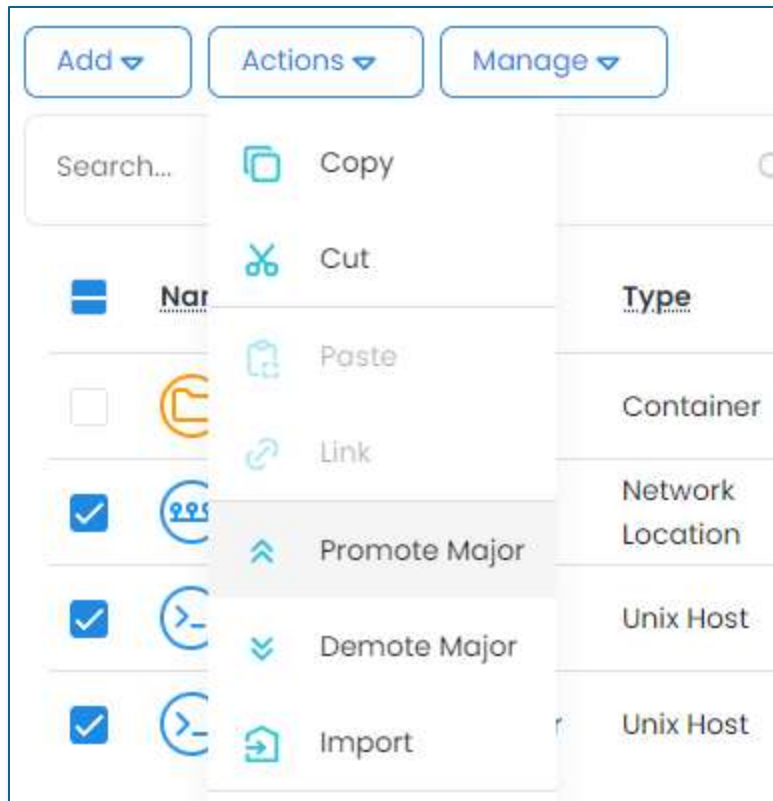 Add Actions Manage
Search...
Copy
Cut
Type
Paste
Container
Link
Network
Location
Promote Major
Unix Host
Demote Major
Unix Host
Import